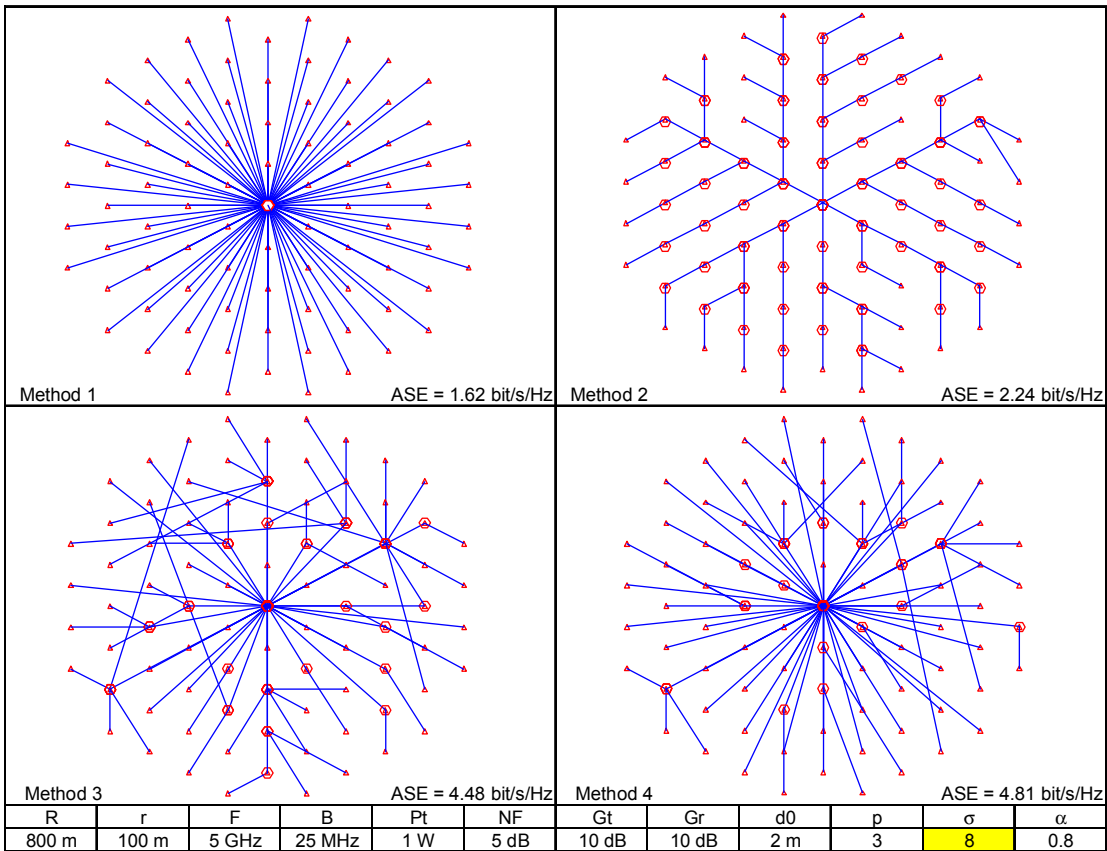 Method 1 ASE = 1.62 bit/s/Hz
Method 2 ASE = 2.24 bit/s/Hz
Method 3 ASE = 4.48 bit/s/Hz
Method 4 ASE = 4.81 bit/s/Hz
R r F B Pt NF Gt Gr d0 p σ α
800 m 100 m 5 GHz 25 MHz 1 W 5 dB 10 dB 10 dB 2 m 3 8 0.8